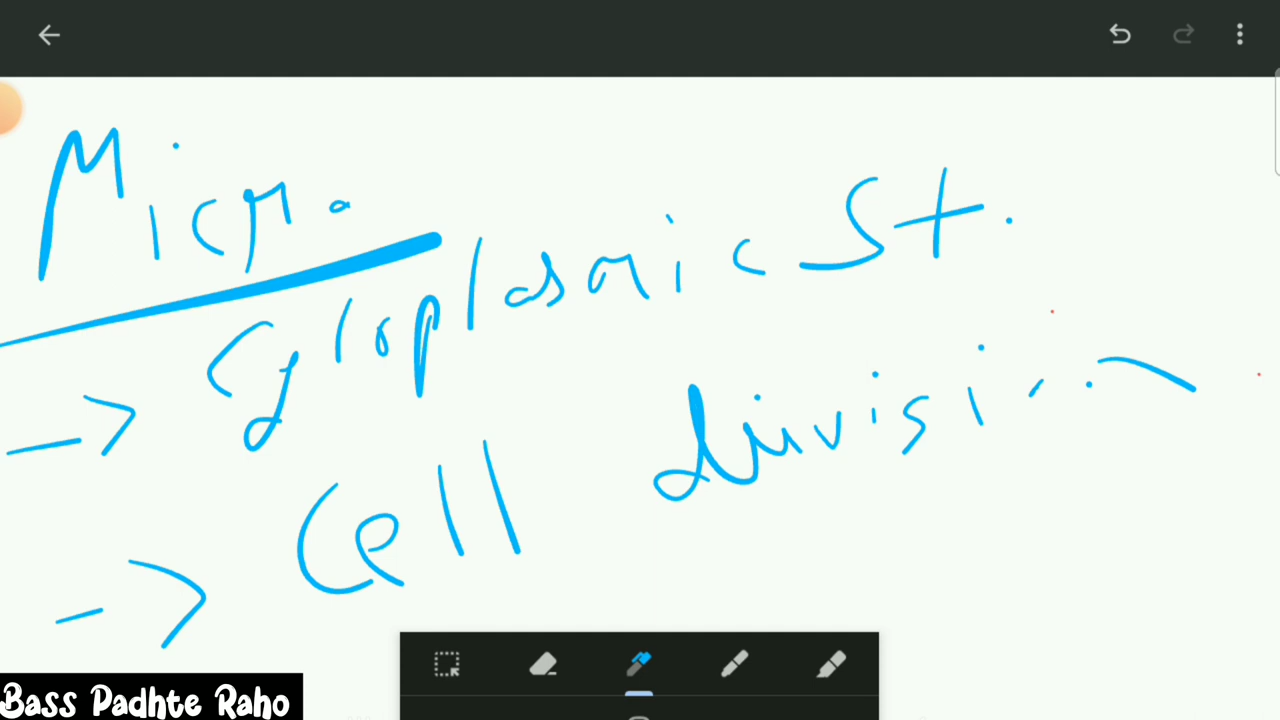 Micro.
→ Cytoplasmic St.
→ Cell division
Bass Padhte Raho